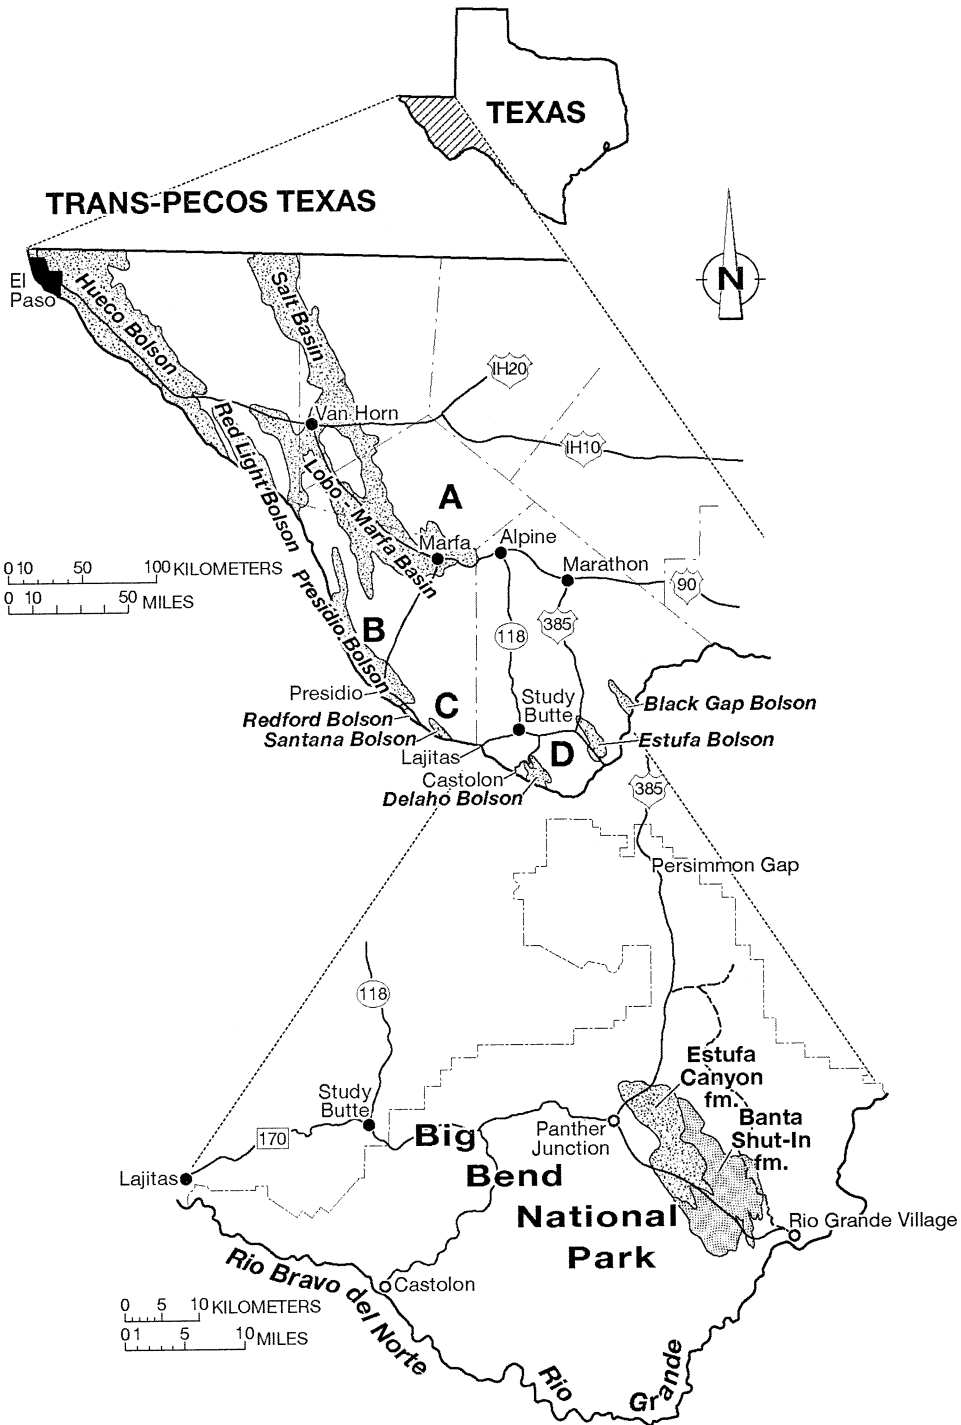 TEXAS
TRANS-PECOS TEXAS
N
El
Paso
Hueco Bolson
Salt Basin
IH20
Van Horn
IH10
Red Light Bolson
Lobo - Marfa Basin
A
Marfa
Alpine
Marathon
90
0 10 50 100 KILOMETERS
0 10 50 MILES
Presidio Bolson
B
118
385
Presidio
C
Study
Butte
Black Gap Bolson
Redford Bolson
Santana Bolson
Estufa Bolson
Lajitas
D
Castolon
Delaho Bolson
385
Persimmon Gap
118
Estufa
Canyon
fm.
Study
Butte
Banta
Shut-In
fm.
170
Big
Bend
National
Park
Panther
Junction
Lajitas
Rio Grande Village
Rio Bravo del Norte
Castolon
0 5 10 KILOMETERS
0 1 5 10 MILES
Rio
Grande